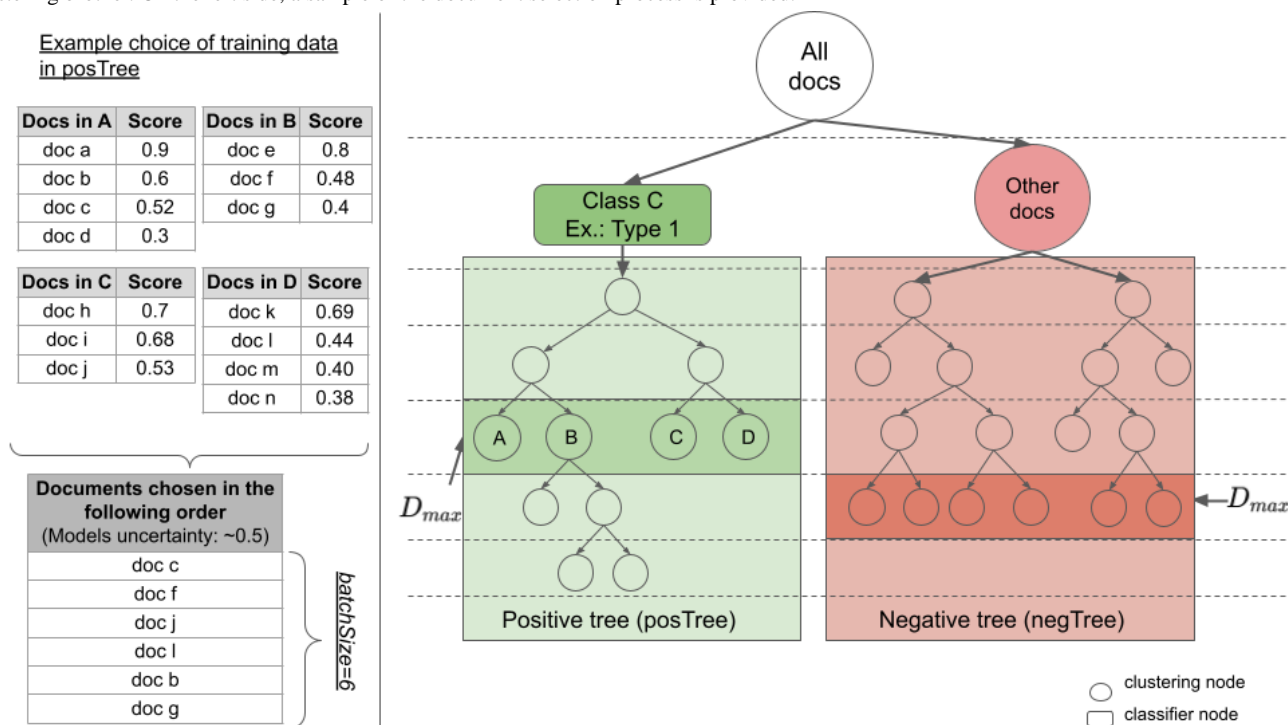 Example choice of training data
in posTree
Docs in A Score
doc a 0.9
doc b 0.6
doc c 0.52
doc d 0.3
Docs in B Score
doc e 0.8
doc f 0.48
doc g 0.4
Docs in C Score
doc h 0.7
doc i 0.68
doc j 0.53
Docs in D Score
doc k 0.69
doc l 0.44
doc m 0.40
doc n 0.38
Documents chosen in the
following order
(Models uncertainty: ~0.5)
doc c
doc f
doc j
doc l
doc b
doc g
batchSize=6
All
docs
Class C
Ex.: Type 1
Other
docs
A
B
C
D
Dmax
Dmax
Positive tree (posTree)
Negative tree (negTree)
clustering node
classifier node